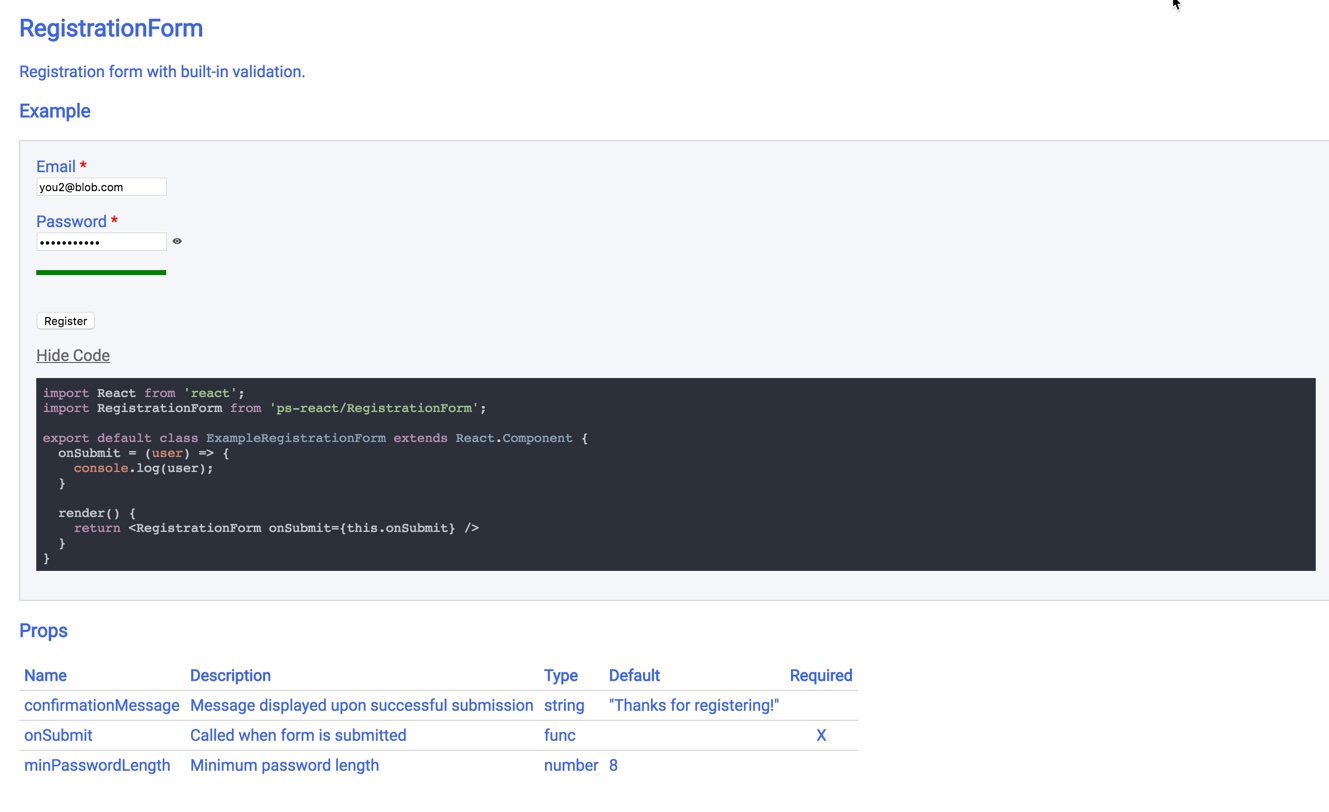 RegistrationForm
Registration form with built-in validation.
Example
Email *
you2@blob.com
Password *
•••••••••••
Register
Hide Code
import React from 'react';
import RegistrationForm from 'ps-react/RegistrationForm';
export default class ExampleRegistrationForm extends React.Component {
  onSubmit = (user) => {
    console.log(user);
  }
  render() {
    return <RegistrationForm onSubmit={this.onSubmit} />
  }
}
Props
Name Description Type Default Required
confirmationMessage Message displayed upon successful submission string "Thanks for registering!"
onSubmit Called when form is submitted func X
minPasswordLength Minimum password length number 8